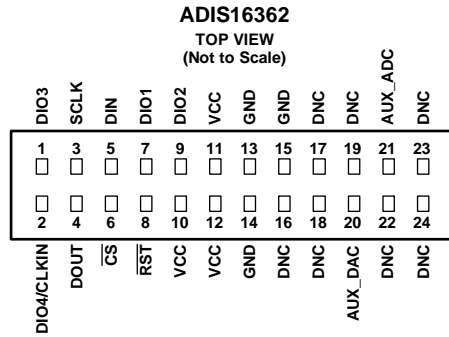 ADIS16362
TOP VIEW
(Not to Scale)
DIO3 SCLK DIN DIO1 DIO2 VCC GND GND DNC DNC AUX_ADC DNC
1 3 5 7 9 11 13 15 17 19 21 23
2 4 6 8 10 12 14 16 18 20 22 24
DIO4/CLKIN DOUT CS RST VCC VCC GND DNC DNC AUX_DAC DNC DNC